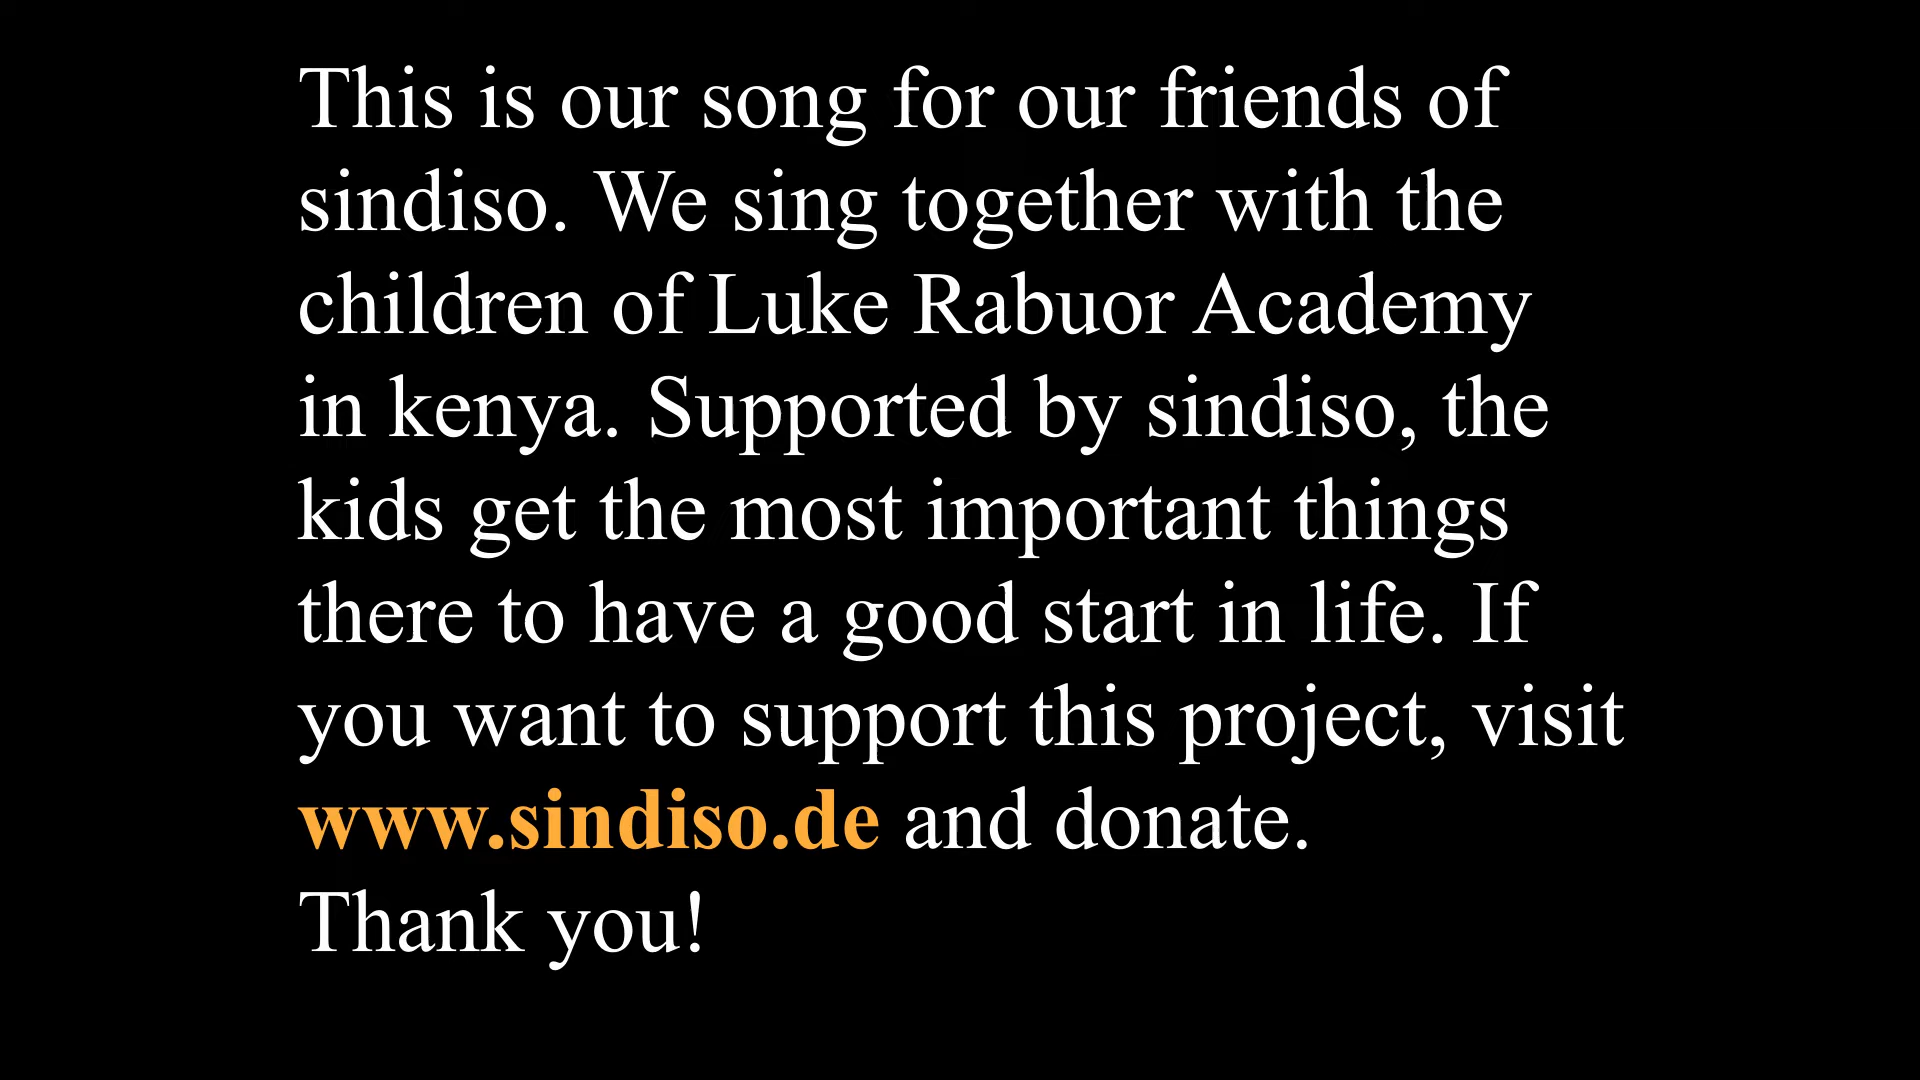 This is our song for our friends of
sindiso. We sing together with the
children of Luke Rabuor Academy
in kenya. Supported by sindiso, the
kids get the most important things
there to have a good start in life. If
you want to support this project, visit
www.sindiso.de and donate.
Thank you!